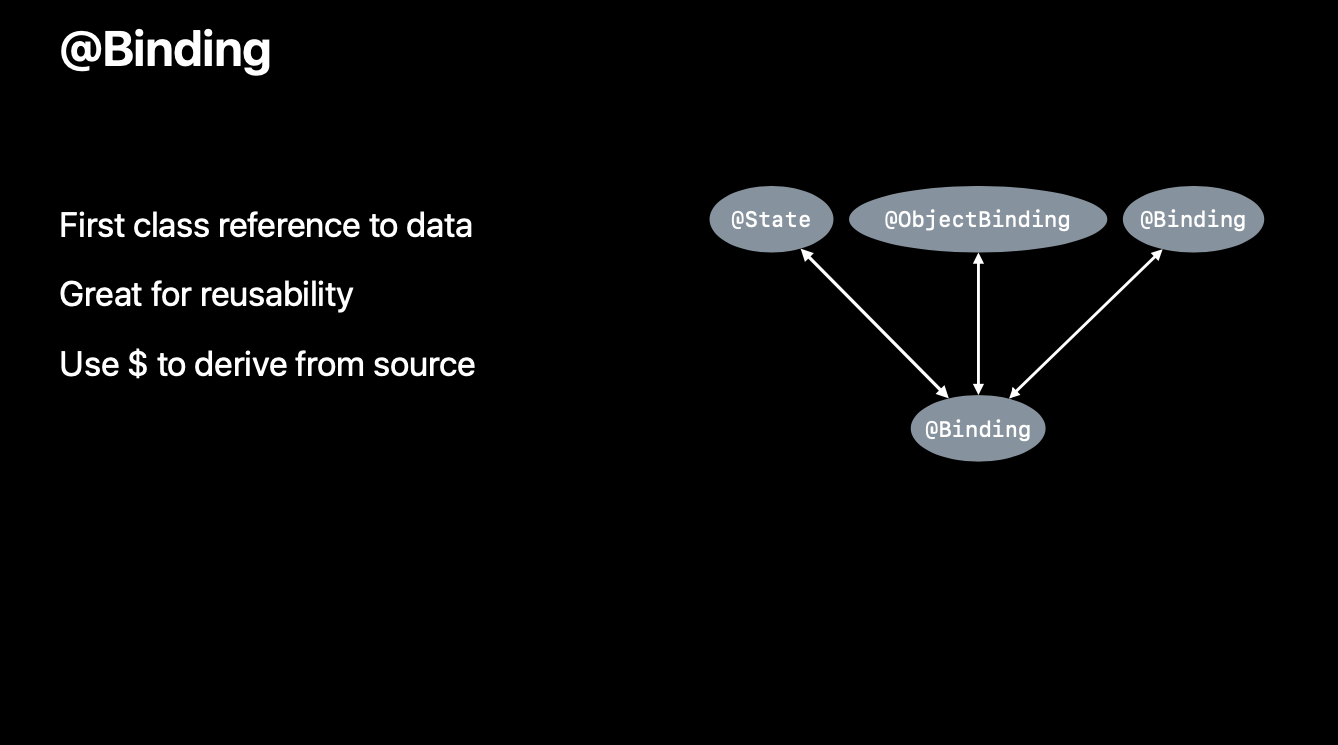 @Binding
First class reference to data
Great for reusability
Use $ to derive from source
@State
@ObjectBinding
@Binding
@Binding